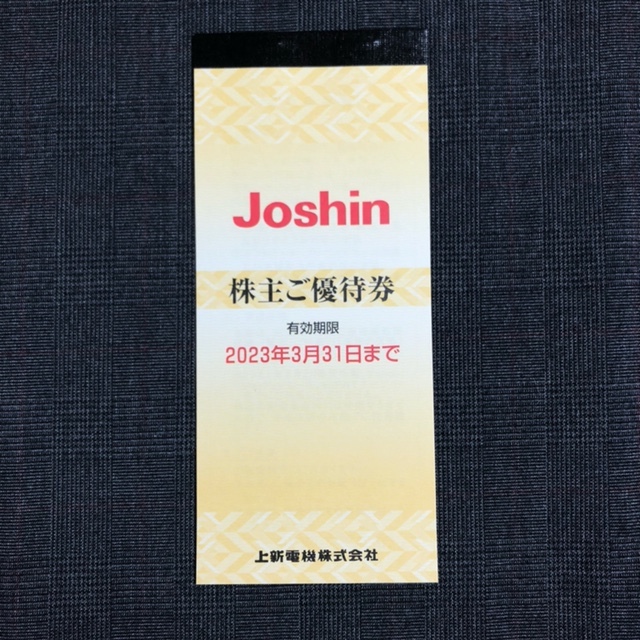 Joshin
株主ご優待券
有効期限
2023年3月31日まで
上新電機株式会社